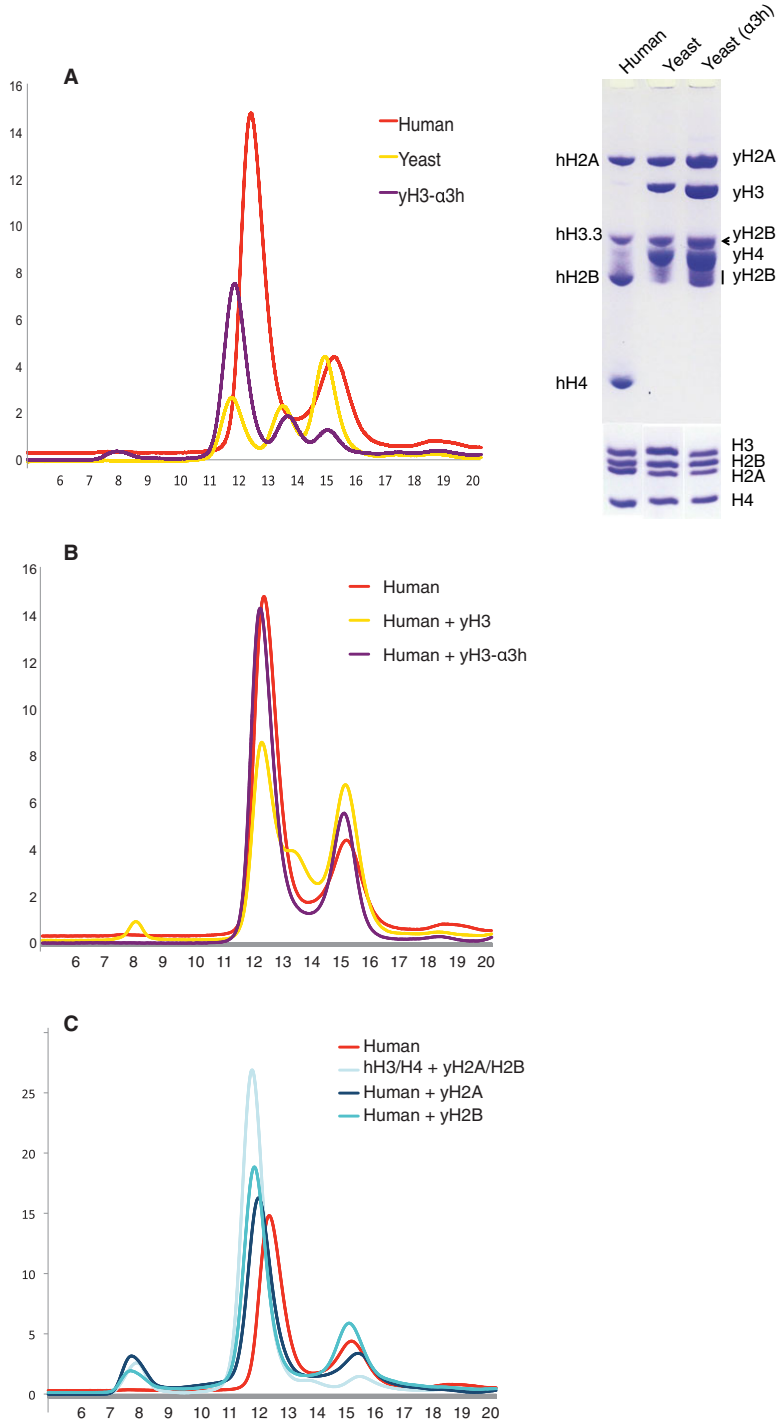 A
Human
Yeast
yH3-α3h
16
14
12
10
8
6
4
2
0
6 7 8 9 10 11 12 13 14 15 16 17 18 19 20
Human
Yeast
Yeast (α3h)
hH2A
hH3.3
hH2B
hH4
yH2A
yH3
yH2B
yH4
yH2B
H3
H2B
H2A
H4
B
Human
Human + yH3
Human + yH3-α3h
16
14
12
10
8
6
4
2
0
6 7 8 9 10 11 12 13 14 15 16 17 18 19 20
C
Human
hH3/H4 + yH2A/H2B
Human + yH2A
Human + yH2B
25
20
15
10
5
0
6 7 8 9 10 11 12 13 14 15 16 17 18 19 20